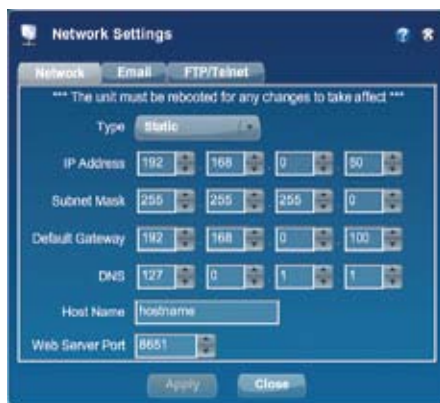 Network Settings
Network Email FTP/Telnet
*** The unit must be rebooted for any changes to take affect ***
Type Static
IP Address 192 168 0 50
Subnet Mask 255 255 255 0
Default Gateway 192 168 0 100
DNS 127 0 1 1
Host Name hostname
Web Server Port 8651
Apply Close